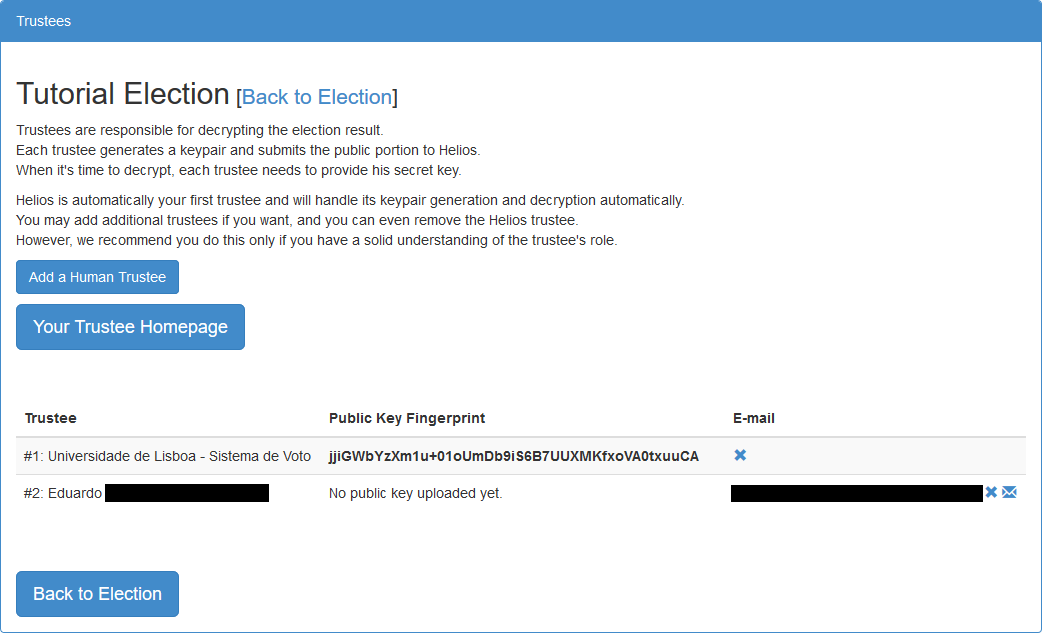 Trustees
Tutorial Election [Back to Election]
Trustees are responsible for decrypting the election result.
Each trustee generates a keypair and submits the public portion to Helios.
When it's time to decrypt, each trustee needs to provide his secret key.
Helios is automatically your first trustee and will handle its keypair generation and decryption automatically.
You may add additional trustees if you want, and you can even remove the Helios trustee.
However, we recommend you do this only if you have a solid understanding of the trustee's role.
Add a Human Trustee
Your Trustee Homepage
Trustee Public Key Fingerprint E-mail
#1: Universidade de Lisboa - Sistema de Voto jjiGWbYzXm1u+01oUmDb9iS6B7UUXMKfxoVA0txuuCA
#2: Eduardo No public key uploaded yet.
Back to Election